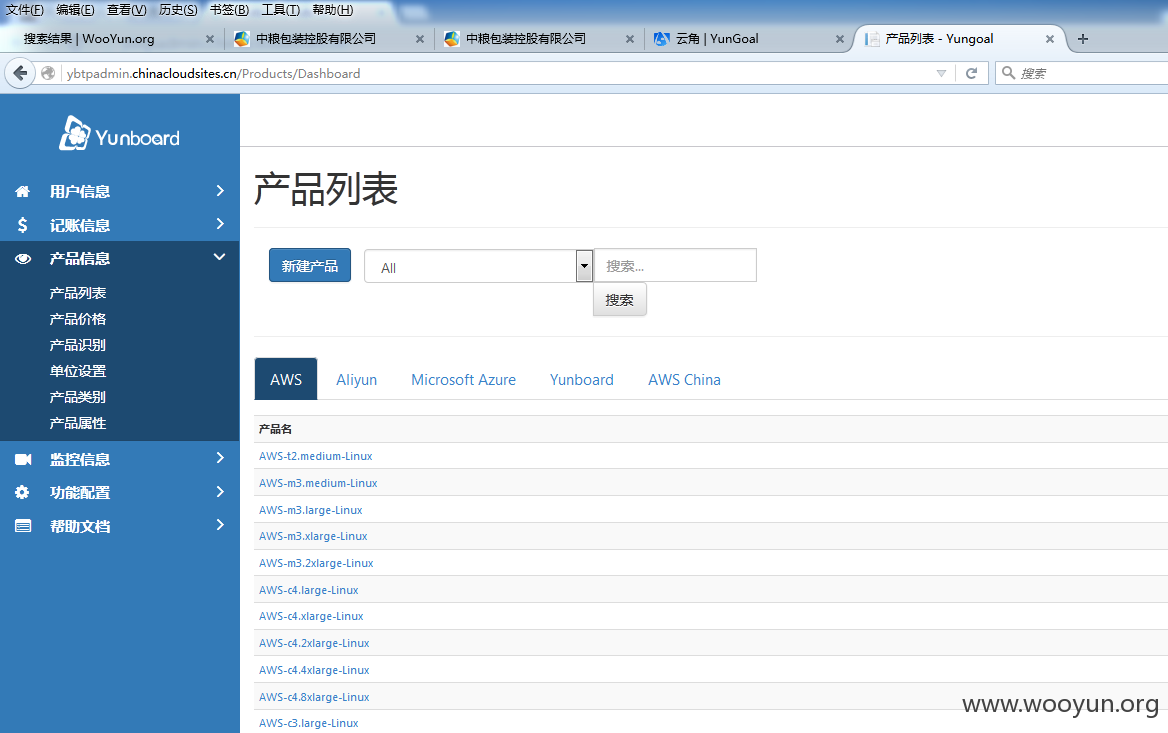 文件(F) 编辑(E) 查看(V) 历史(S) 书签(B) 工具(T) 帮助(H)
搜索结果 | WooYun.org
中粮包装控股有限公司
中粮包装控股有限公司
云角 | YunGoal
产品列表 - Yungoal
ybtpadmin.chinacloudsites.cn/Products/Dashboard
搜索
Yunboard
用户信息
记账信息
产品信息
产品列表
产品价格
产品识别
单位设置
产品类别
产品属性
监控信息
功能配置
帮助文档
产品列表
新建产品
All
搜索...
搜索
AWS Aliyun Microsoft Azure Yunboard AWS China
产品名
AWS-t2.medium-Linux
AWS-m3.medium-Linux
AWS-m3.large-Linux
AWS-m3.xlarge-Linux
AWS-m3.2xlarge-Linux
AWS-c4.large-Linux
AWS-c4.xlarge-Linux
AWS-c4.2xlarge-Linux
AWS-c4.4xlarge-Linux
AWS-c4.8xlarge-Linux
AWS-c3.large-Linux
www.wooyun.org